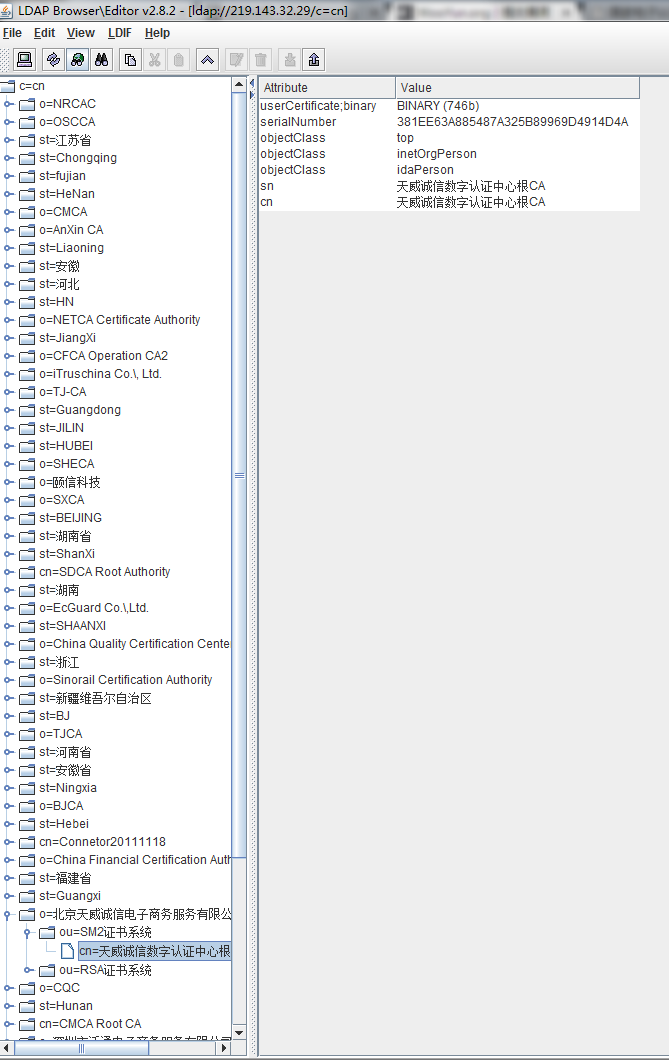 LDAP Browser\Editor v2.8.2 - [ldap://219.143.32.29/c=cn]
File Edit View LDIF Help
c=cn
o=NRCAC
o=OSCCA
st=江苏省
st=Chongqing
st=fujian
st=HeNan
o=CMCA
o=AnXin CA
st=Liaoning
st=安徽
st=河北
st=HN
o=NETCA Certificate Authority
st=JiangXi
o=CFCA Operation CA2
o=iTruschina Co.\, Ltd.
o=TJ-CA
st=Guangdong
st=JILIN
st=HUBEI
o=SHECA
o=颐信科技
o=SXCA
st=BEIJING
st=湖南省
st=ShanXi
cn=SDCA Root Authority
st=湖南
o=EcGuard Co.\,Ltd.
st=SHAANXI
o=China Quality Certification Cente
st=浙江
o=Sinorail Certification Authority
st=新疆维吾尔自治区
st=BJ
o=TJCA
st=河南省
st=安徽省
st=Ningxia
o=BJCA
st=Hebei
cn=Connetor20111118
o=China Financial Certification Auth
st=福建省
st=Guangxi
o=北京天威诚信电子商务服务有限公
ou=SM2证书系统
cn=天威诚信数字认证中心根
ou=RSA证书系统
o=CQC
st=Hunan
cn=CMCA Root CA
Attribute Value
userCertificate;binary BINARY (746b)
serialNumber 381EE63A885487A325B89969D4914D4A
objectClass top
objectClass inetOrgPerson
objectClass idaPerson
sn 天威诚信数字认证中心根CA
cn 天威诚信数字认证中心根CA